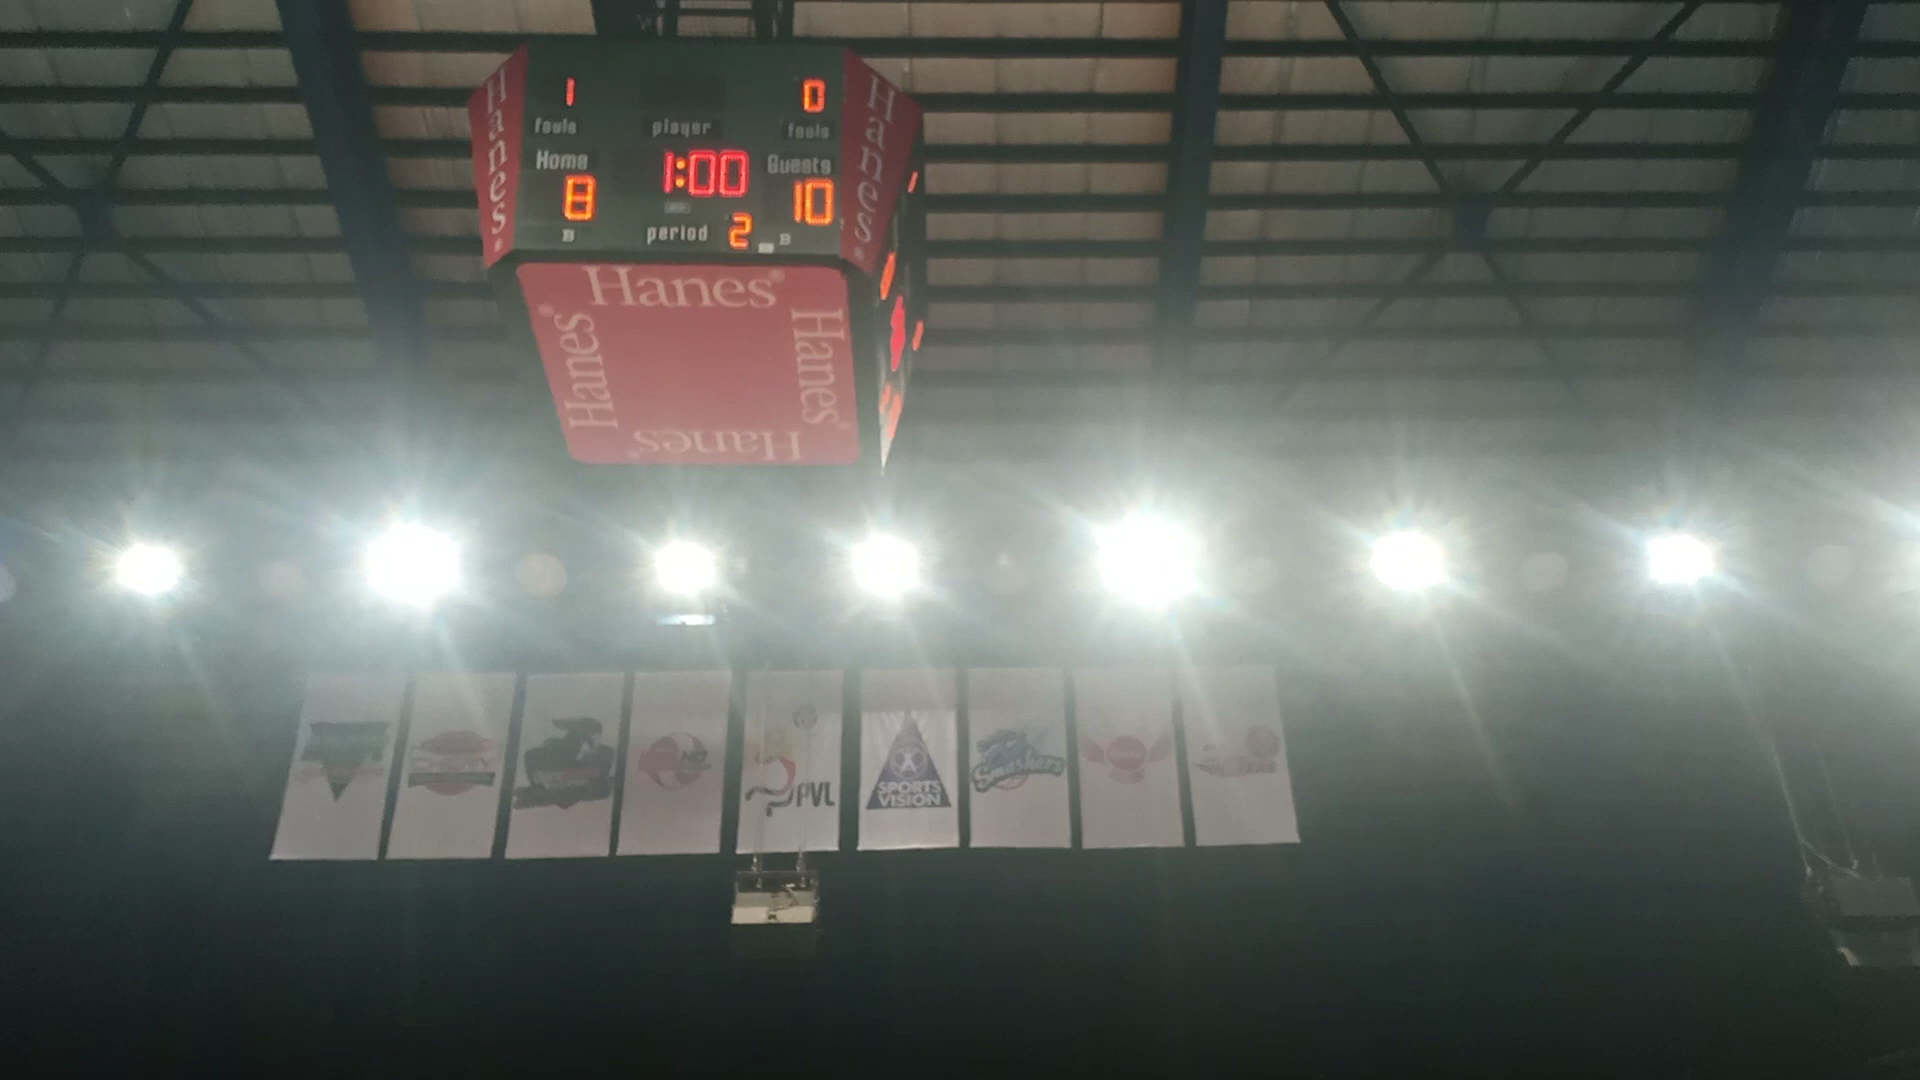 1 0
fouls player fouls
Home 1:00 Guests
8 10
B period 2 B
Hanes®
Hanes®
Hanes®
Hanes®
Hanes®
Hanes®
PVL
SPORTS
VISION
Smashers